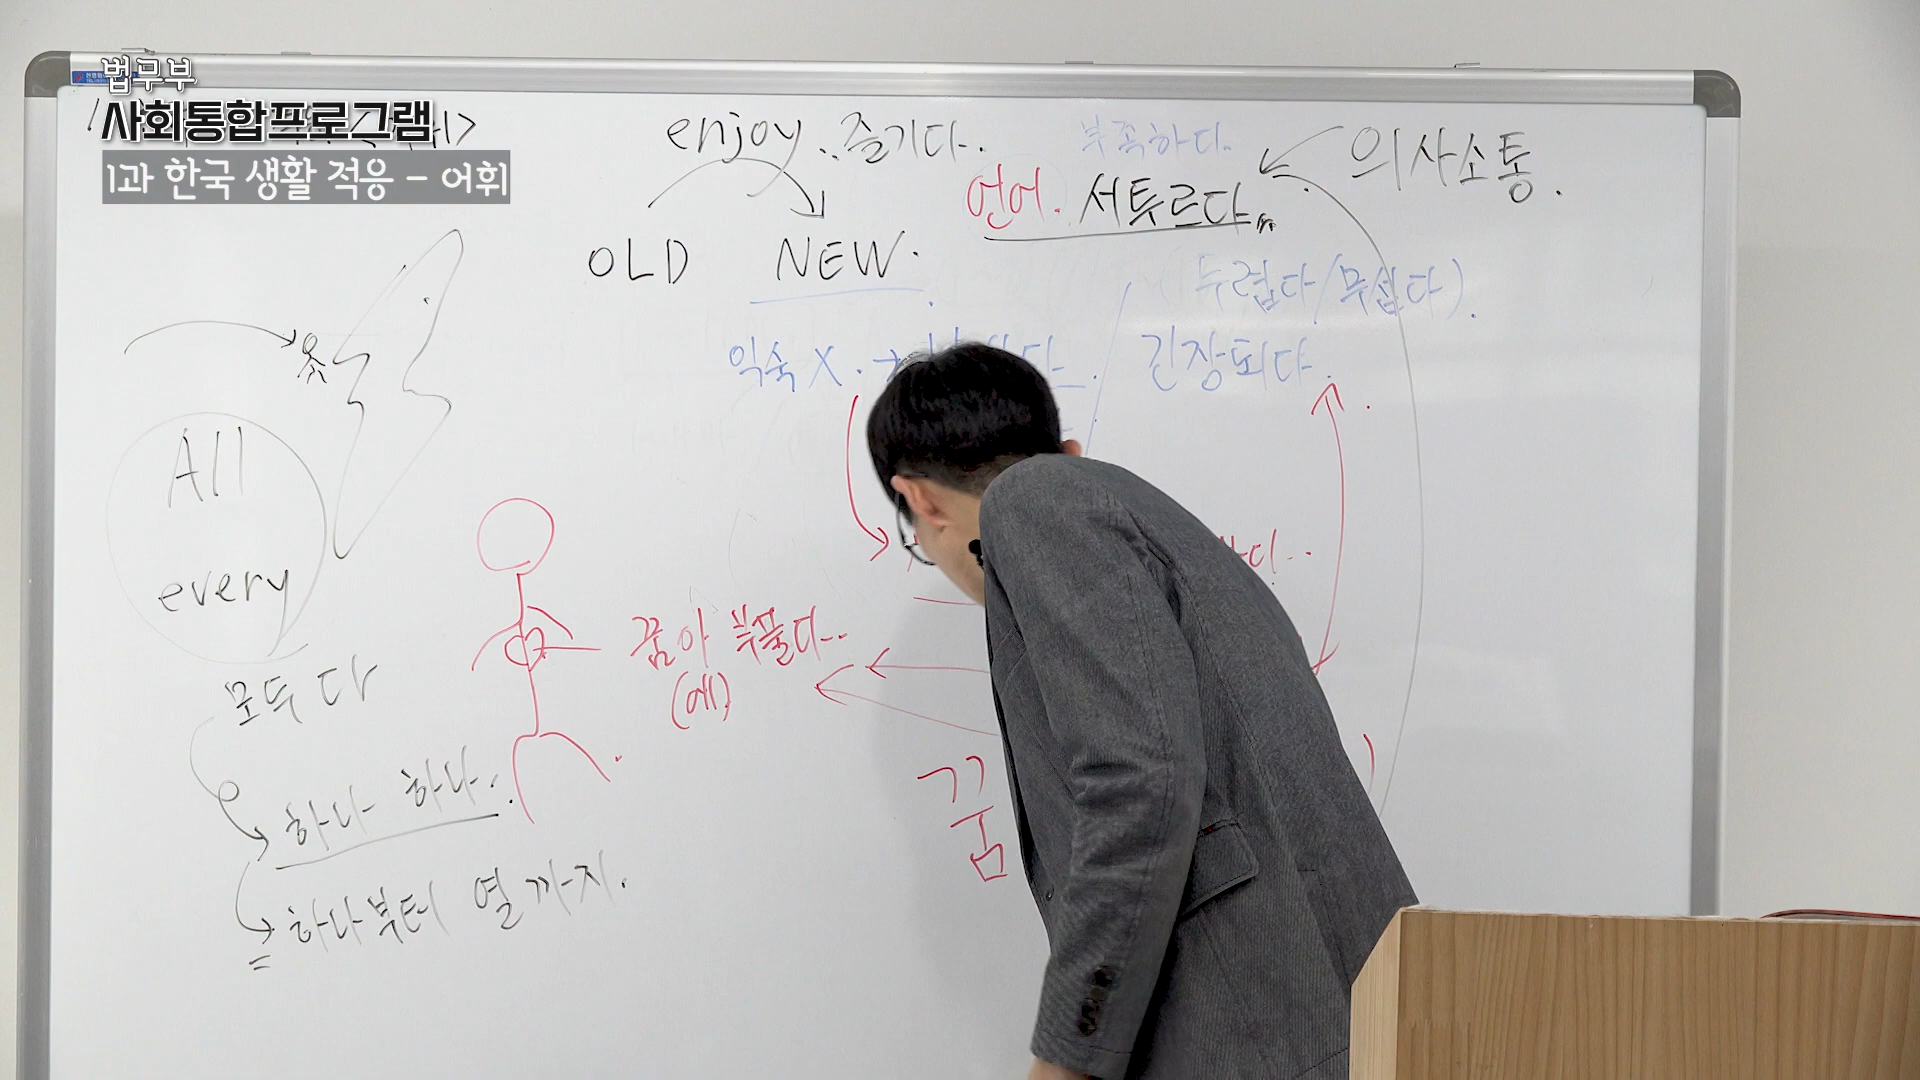 법무부
사회통합프로그램
1과 한국 생활 적응 - 어휘
enjoy.. 즐기다.
부족하다.
의사소통.
언어. 서투르다.
OLD NEW.
두렵다/무섭다).
익숙 X.
긴장되다.
All
every
꿈아 부풀다..
(에)
모두 다
꿈
하나 하나.
하나부터 열까지.